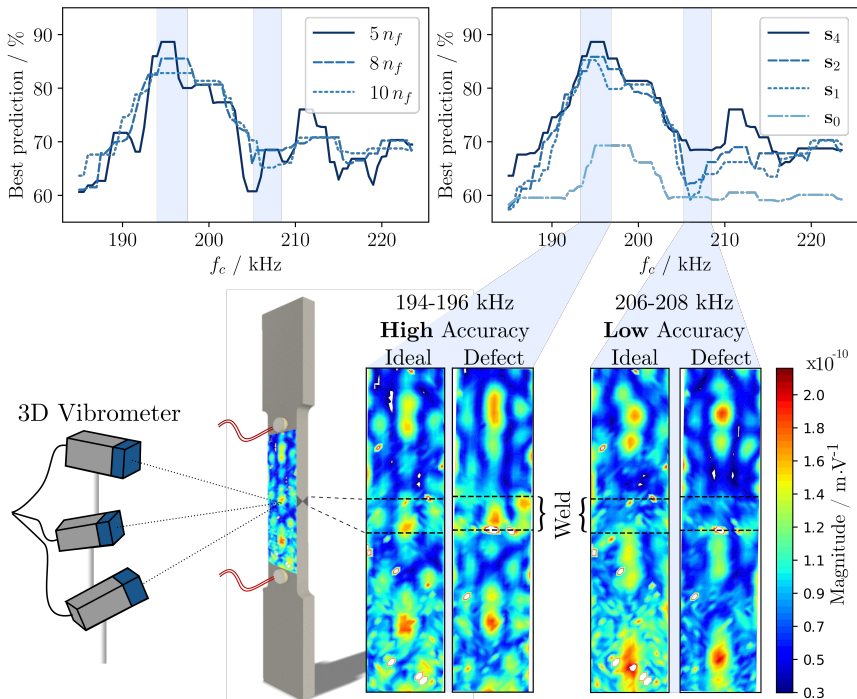 Best prediction / %
90
80
70
60
190
200
210
220
f_c / kHz
5 n_f
8 n_f
10 n_f
Best prediction / %
90
80
70
60
190
200
210
220
f_c / kHz
s_4
s_2
s_1
s_0
194-196 kHz
High Accuracy
Ideal Defect
206-208 kHz
Low Accuracy
Ideal Defect
3D Vibrometer
Weld
x10⁻¹⁰
2.0
1.8
1.6
1.4
1.2
1.0
0.8
0.6
0.4
0.3
Magnitude / m·V⁻¹